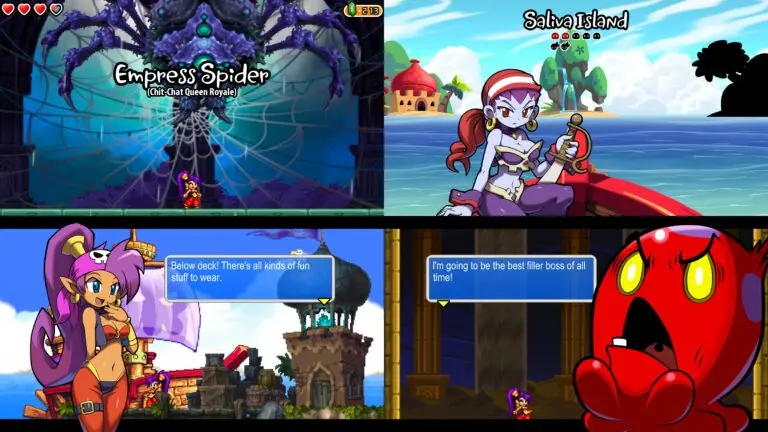 213
Empress Spider
(Chit-Chat Queen Royale)
Saliva Island
Below deck! There's all kinds of fun
stuff to wear.
I'm going to be the best filler boss of all
time!